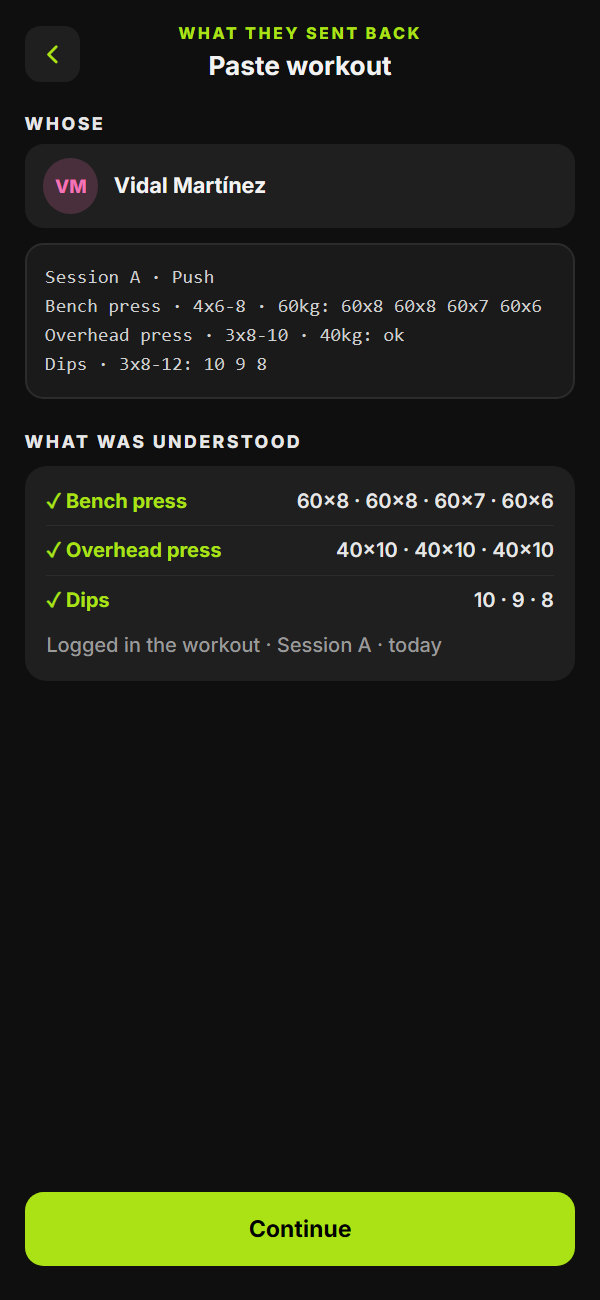 WHAT THEY SENT BACK
Paste workout
WHOSE
VM
Vidal Martínez
Session A · Push
Bench press · 4x6-8 · 60kg: 60x8 60x8 60x7 60x6
Overhead press · 3x8-10 · 40kg: ok
Dips · 3x8-12: 10 9 8
WHAT WAS UNDERSTOOD
✓ Bench press 60×8 · 60×8 · 60×7 · 60×6
✓ Overhead press 40×10 · 40×10 · 40×10
✓ Dips 10 · 9 · 8
Logged in the workout · Session A · today
Continue